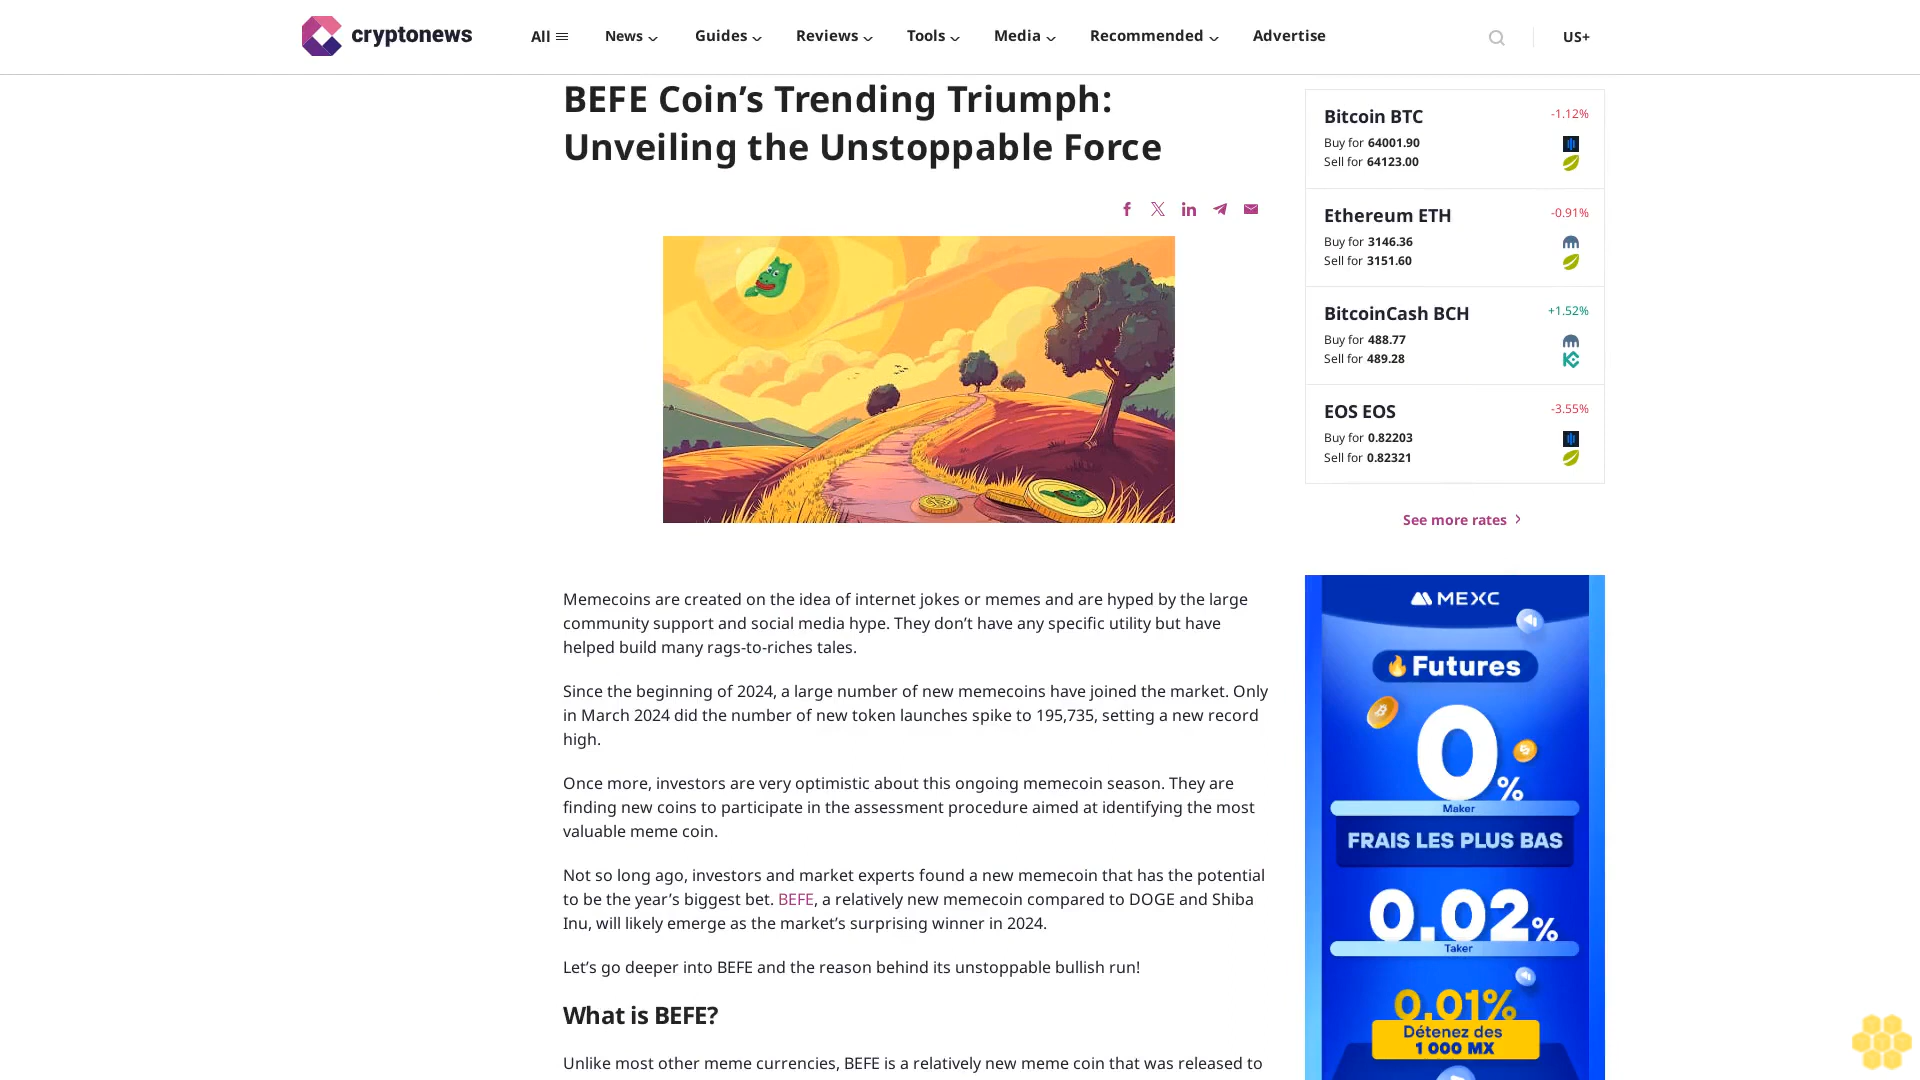 cryptonews
All
News
Guides
Reviews
Tools
Media
Recommended
Advertise
US+
BEFE Coin’s Trending Triumph:
Unveiling the Unstoppable Force
Memecoins are created on the idea of internet jokes or memes and are hyped by the large
community support and social media hype. They don’t have any specific utility but have
helped build many rags-to-riches tales.
Since the beginning of 2024, a large number of new memecoins have joined the market. Only
in March 2024 did the number of new token launches spike to 195,735, setting a new record
high.
Once more, investors are very optimistic about this ongoing memecoin season. They are
finding new coins to participate in the assessment procedure aimed at identifying the most
valuable meme coin.
Not so long ago, investors and market experts found a new memecoin that has the potential
to be the year’s biggest bet. BEFE, a relatively new memecoin compared to DOGE and Shiba
Inu, will likely emerge as the market’s surprising winner in 2024.
Let’s go deeper into BEFE and the reason behind its unstoppable bullish run!
What is BEFE?
Unlike most other meme currencies, BEFE is a relatively new meme coin that was released to
Bitcoin BTC
-1.12%
Buy for 64001.90
Sell for 64123.00
Ethereum ETH
-0.91%
Buy for 3146.36
Sell for 3151.60
BitcoinCash BCH
+1.52%
Buy for 488.77
Sell for 489.28
EOS EOS
-3.55%
Buy for 0.82203
Sell for 0.82321
See more rates
MEXC
Futures
0%
Maker
FRAIS LES PLUS BAS
0.02%
Taker
0.01%
Détenez des
1 000 MX